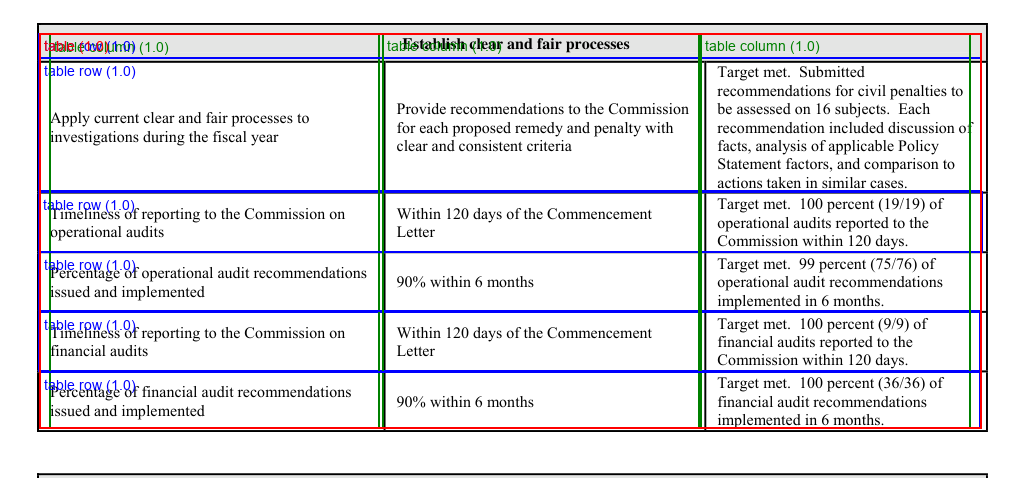 table (1.0)
table row (1.0)
table column (1.0)
table column (1.0)
Establish clear and fair processes
table column (1.0)
table row (1.0)
Apply current clear and fair processes to
investigations during the fiscal year
Provide recommendations to the Commission
for each proposed remedy and penalty with
clear and consistent criteria
Target met. Submitted
recommendations for civil penalties to
be assessed on 16 subjects. Each
recommendation included discussion of
facts, analysis of applicable Policy
Statement factors, and comparison to
actions taken in similar cases.
table row (1.0)
Timeliness of reporting to the Commission on
operational audits
Within 120 days of the Commencement
Letter
Target met. 100 percent (19/19) of
operational audits reported to the
Commission within 120 days.
table row (1.0)
Percentage of operational audit recommendations
issued and implemented
90% within 6 months
Target met. 99 percent (75/76) of
operational audit recommendations
implemented in 6 months.
table row (1.0)
Timeliness of reporting to the Commission on
financial audits
Within 120 days of the Commencement
Letter
Target met. 100 percent (9/9) of
financial audits reported to the
Commission within 120 days.
table row (1.0)
Percentage of financial audit recommendations
issued and implemented
90% within 6 months
Target met. 100 percent (36/36) of
financial audit recommendations
implemented in 6 months.